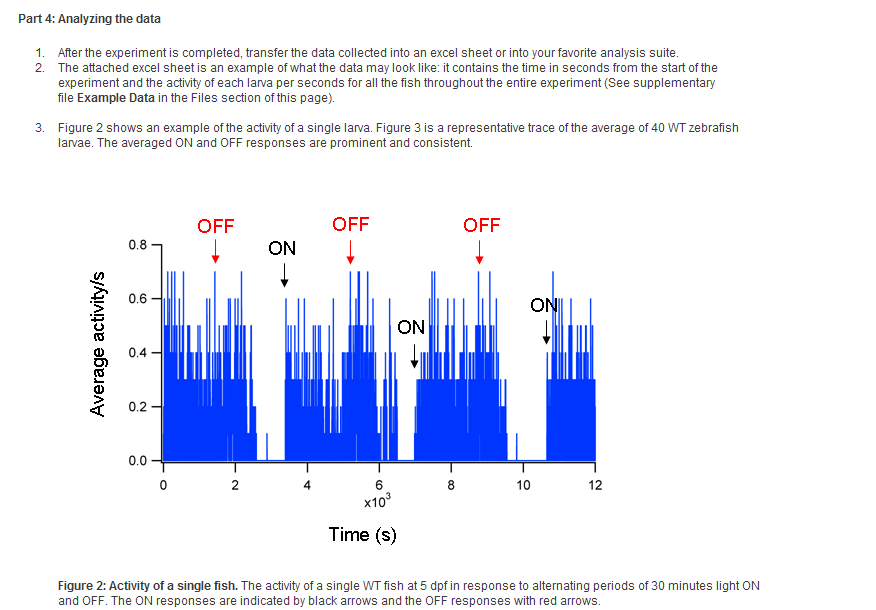 Part 4: Analyzing the data
1. After the experiment is completed, transfer the data collected into an excel sheet or into your favorite analysis suite.
2. The attached excel sheet is an example of what the data may look like: it contains the time in seconds from the start of the
experiment and the activity of each larva per seconds for all the fish throughout the entire experiment (See supplementary
file Example Data in the Files section of this page).
3. Figure 2 shows an example of the activity of a single larva. Figure 3 is a representative trace of the average of 40 WT zebrafish
larvae. The averaged ON and OFF responses are prominent and consistent.
OFF OFF OFF
ON
ON
ON
Average activity/s
0.8
0.6
0.4
0.2
0.0
0 2 4 6 8 10 12
x10³
Time (s)
Figure 2: Activity of a single fish. The activity of a single WT fish at 5 dpf in response to alternating periods of 30 minutes light ON
and OFF. The ON responses are indicated by black arrows and the OFF responses with red arrows.